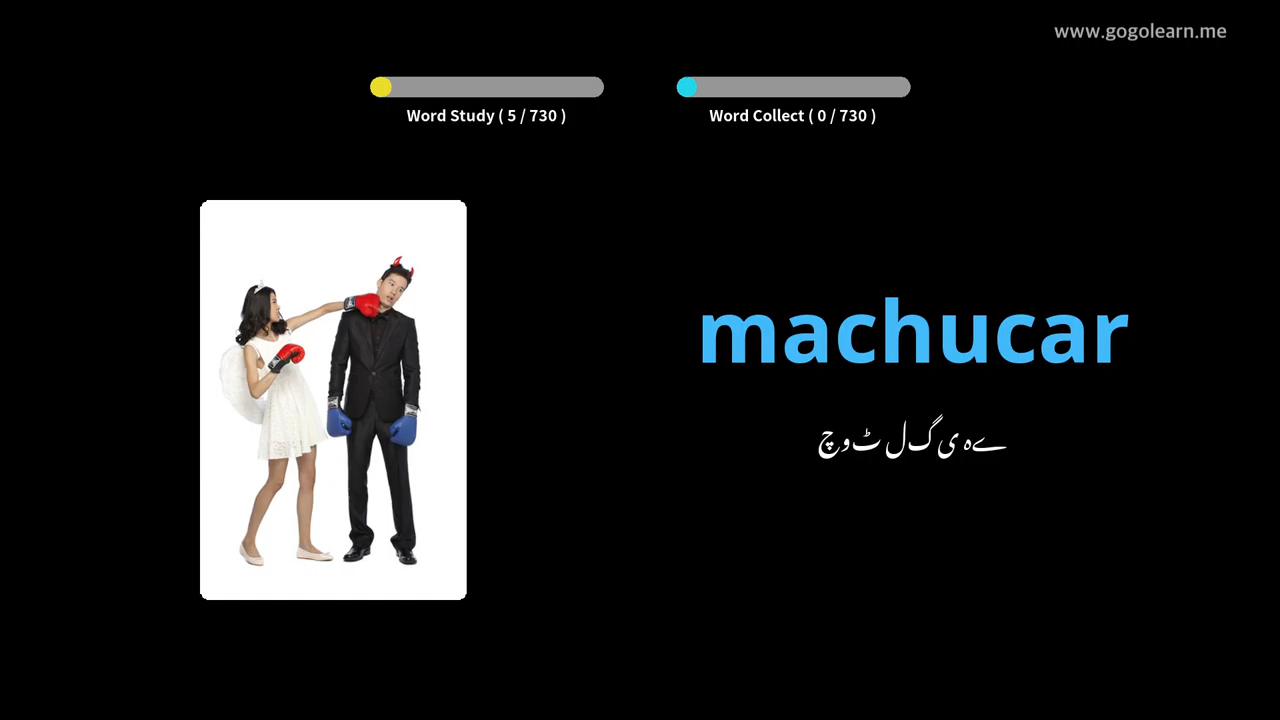 www.gogolearn.me
Word Study ( 5 / 730 )
Word Collect ( 0 / 730 )
machucar
چوٹ لگی ہے